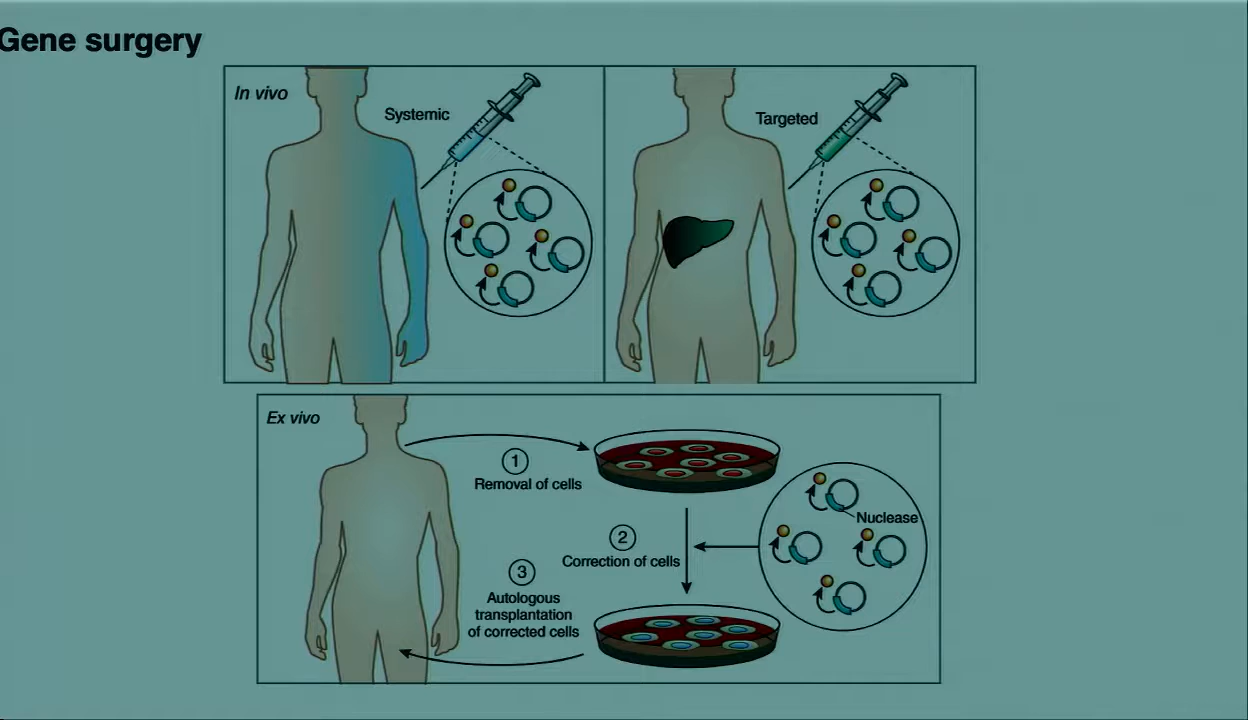 Gene surgery
In vivo
Systemic
Targeted
Ex vivo
1
Removal of cells
2
Correction of cells
Nuclease
3
Autologous
transplantation
of corrected cells